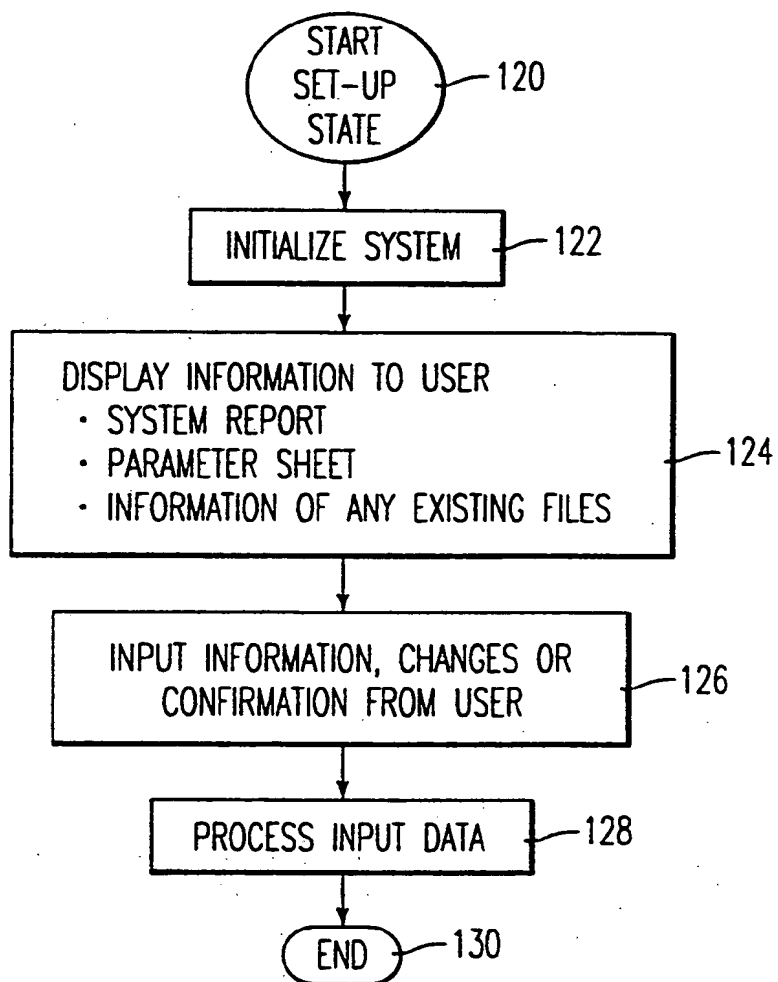 START
SET-UP
STATE
120
INITIALIZE SYSTEM
122
DISPLAY INFORMATION TO USER
· SYSTEM REPORT
· PARAMETER SHEET
· INFORMATION OF ANY EXISTING FILES
124
INPUT INFORMATION, CHANGES OR
CONFIRMATION FROM USER
126
PROCESS INPUT DATA
128
END
130